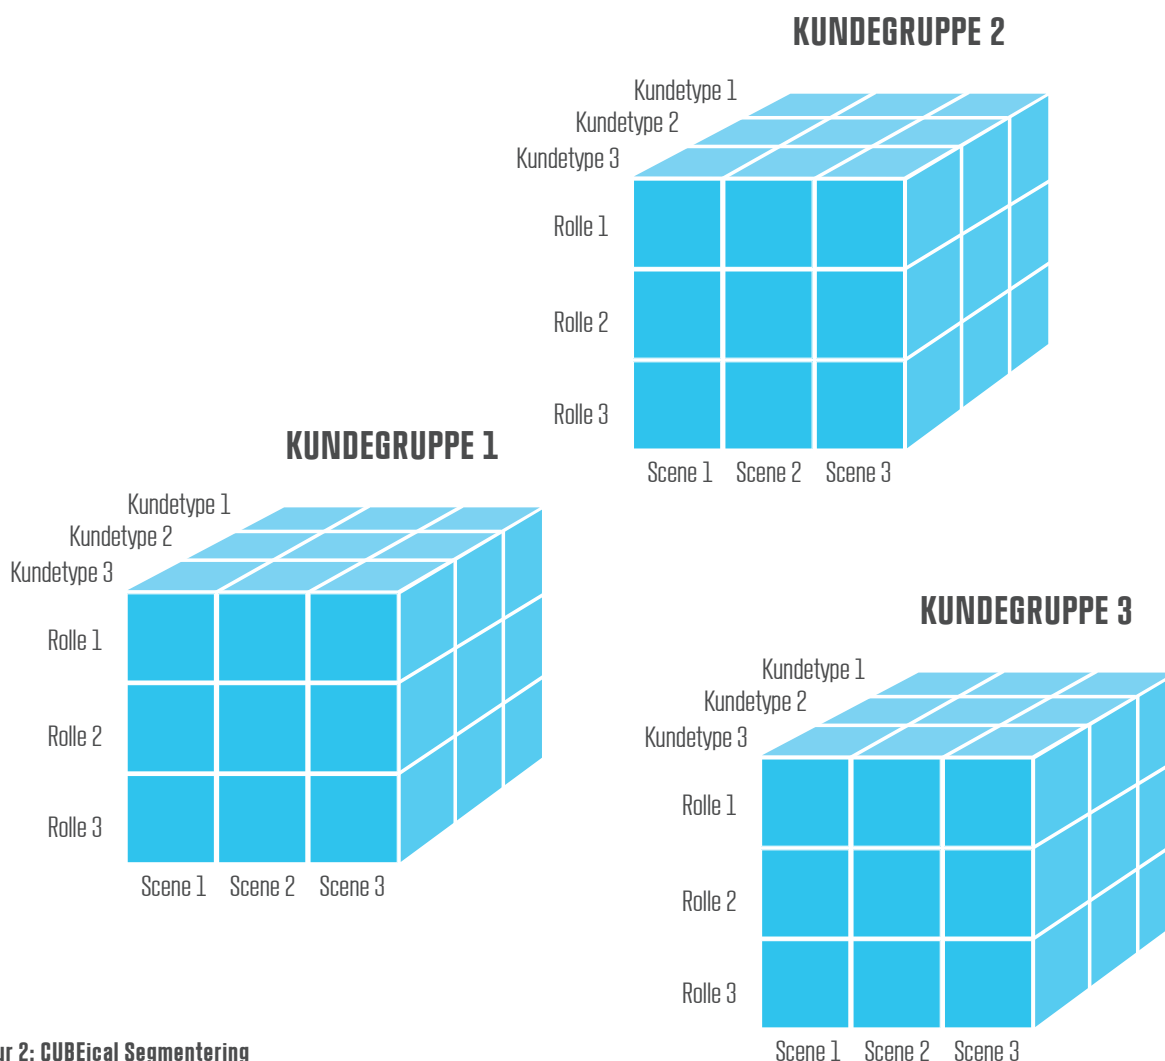 KUNDEGRUPPE 2
Kundetype 1
Kundetype 2
Kundetype 3
Rolle 1
Rolle 2
Rolle 3
Scene 1 Scene 2 Scene 3
KUNDEGRUPPE 1
Kundetype 1
Kundetype 2
Kundetype 3
Rolle 1
Rolle 2
Rolle 3
Scene 1 Scene 2 Scene 3
KUNDEGRUPPE 3
Kundetype 1
Kundetype 2
Kundetype 3
Rolle 1
Rolle 2
Rolle 3
Scene 1 Scene 2 Scene 3
ur 2: CUBEical Segmentering